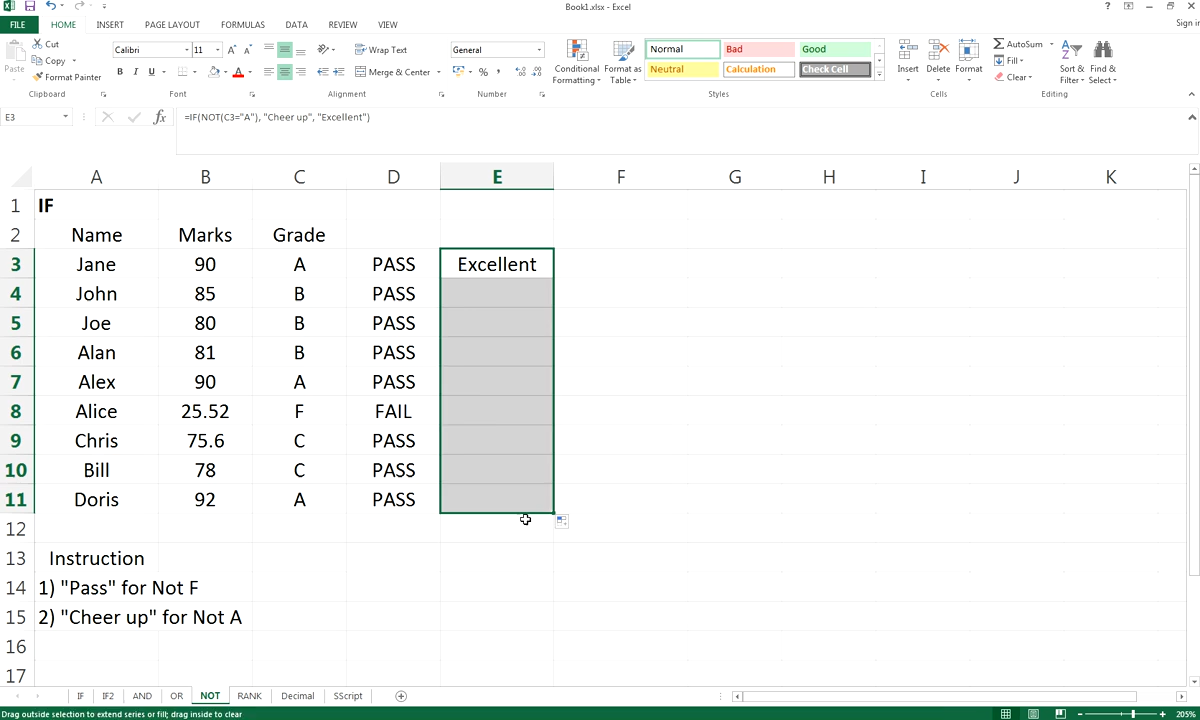 Book1.xlsx - Excel
Sign in
FILE HOME INSERT PAGE LAYOUT FORMULAS DATA REVIEW VIEW
Paste
Cut
Copy
Format Painter
Calibri 11
B I U
Wrap Text
Merge & Center
General
Conditional Formatting
Format as Table
Normal Bad Good
Neutral Calculation Check Cell
Insert Delete Format
AutoSum
Fill
Clear
Sort & Filter
Find & Select
Clipboard Font Alignment Number Styles Cells Editing
E3 fx =IF(NOT(C3="A"), "Cheer up", "Excellent")
A B C D E F G H I J K
1 IF
2 Name Marks Grade
3 Jane 90 A PASS Excellent
4 John 85 B PASS
5 Joe 80 B PASS
6 Alan 81 B PASS
7 Alex 90 A PASS
8 Alice 25.52 F FAIL
9 Chris 75.6 C PASS
10 Bill 78 C PASS
11 Doris 92 A PASS
12
13 Instruction
14 1) "Pass" for Not F
15 2) "Cheer up" for Not A
16
17
IF IF2 AND OR NOT RANK Decimal SScript
Drag outside selection to extend series or fill; drag inside to clear
205%